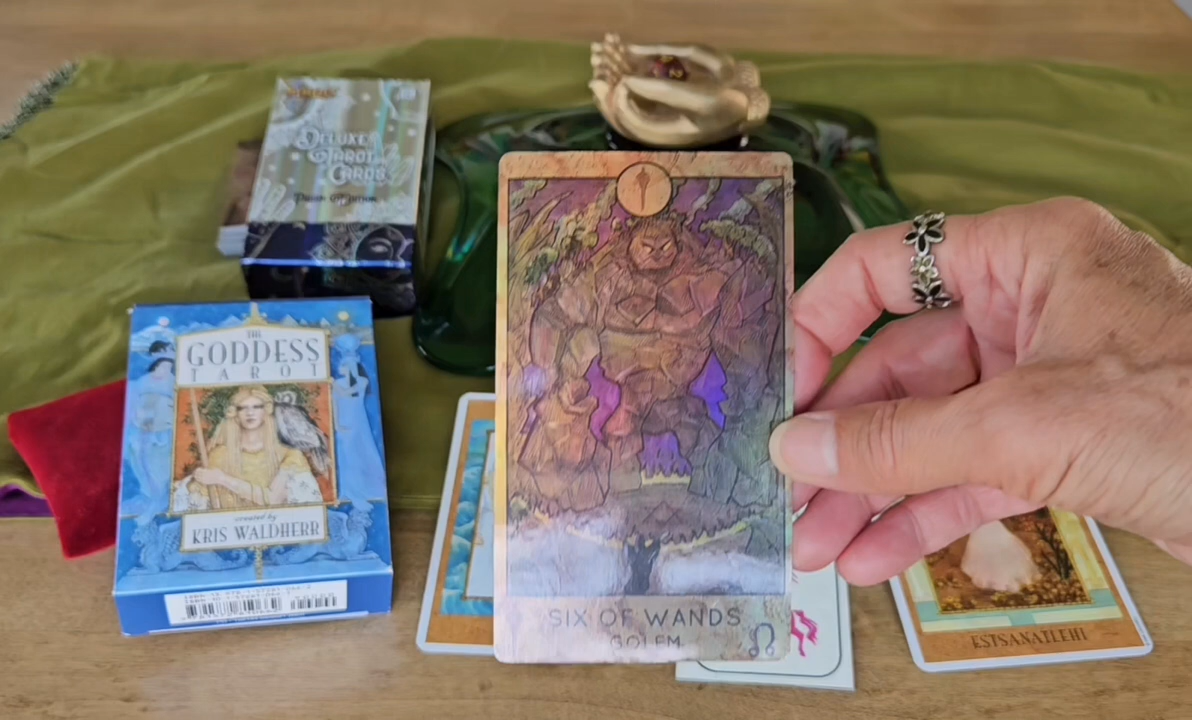 DELUXE
TAROT
CARDS
THE
GODDESS
TAROT
created by
KRIS WALDHERR
SIX OF WANDS
GOLEM
ESTSANATLEHI